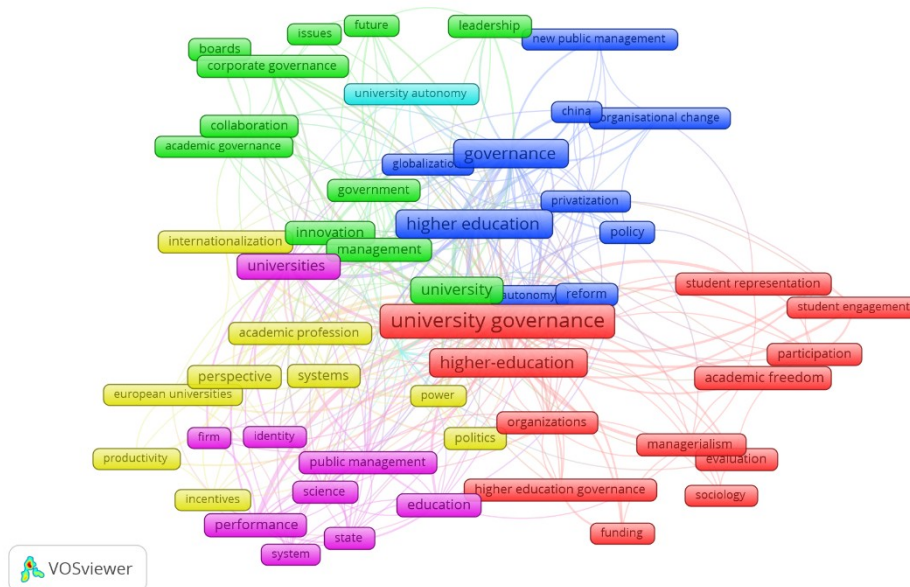 future
leadership
issues
new public management
boards
corporate governance
university autonomy
china
organisational change
collaboration
academic governance
governance
globalization
government
privatization
higher education
innovation
policy
internationalization
management
universities
student representation
university
autonomy
reform
student engagement
university governance
academic profession
participation
higher-education
academic freedom
perspective
systems
european universities
power
organizations
firm
identity
politics
managerialism
productivity
public management
evaluation
science
higher education governance
sociology
incentives
education
performance
state
funding
system
VOSviewer